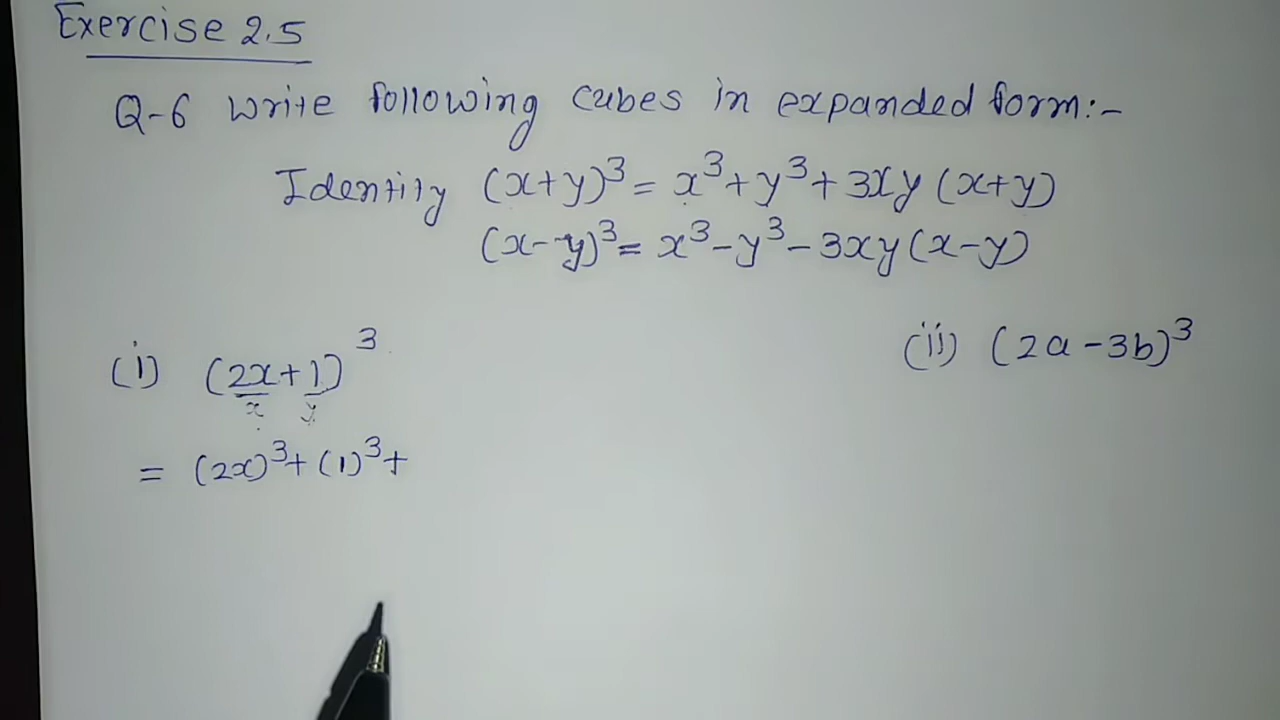 Exercise 2.5
Q-6 Write following cubes in expanded form:-
Identity (x+y)³ = x³+y³+3xy(x+y)
(x-y)³ = x³-y³-3xy(x-y)
(i) (2x+1)³
x y
(ii) (2a-3b)³
= (2x)³+(1)³+